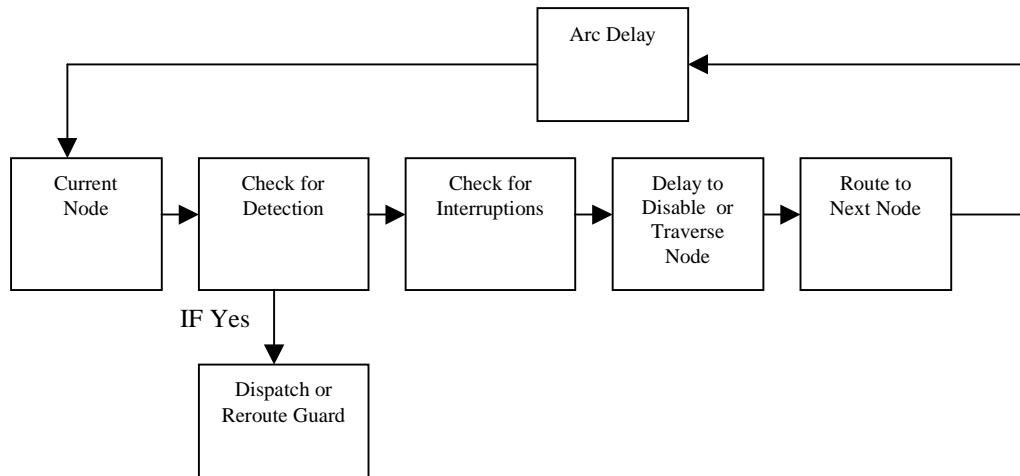 Arc Delay
Current
Node
Check for
Detection
Check for
Interruptions
Delay to
Disable or
Traverse
Node
Route to
Next Node
IF Yes
Dispatch or
Reroute Guard